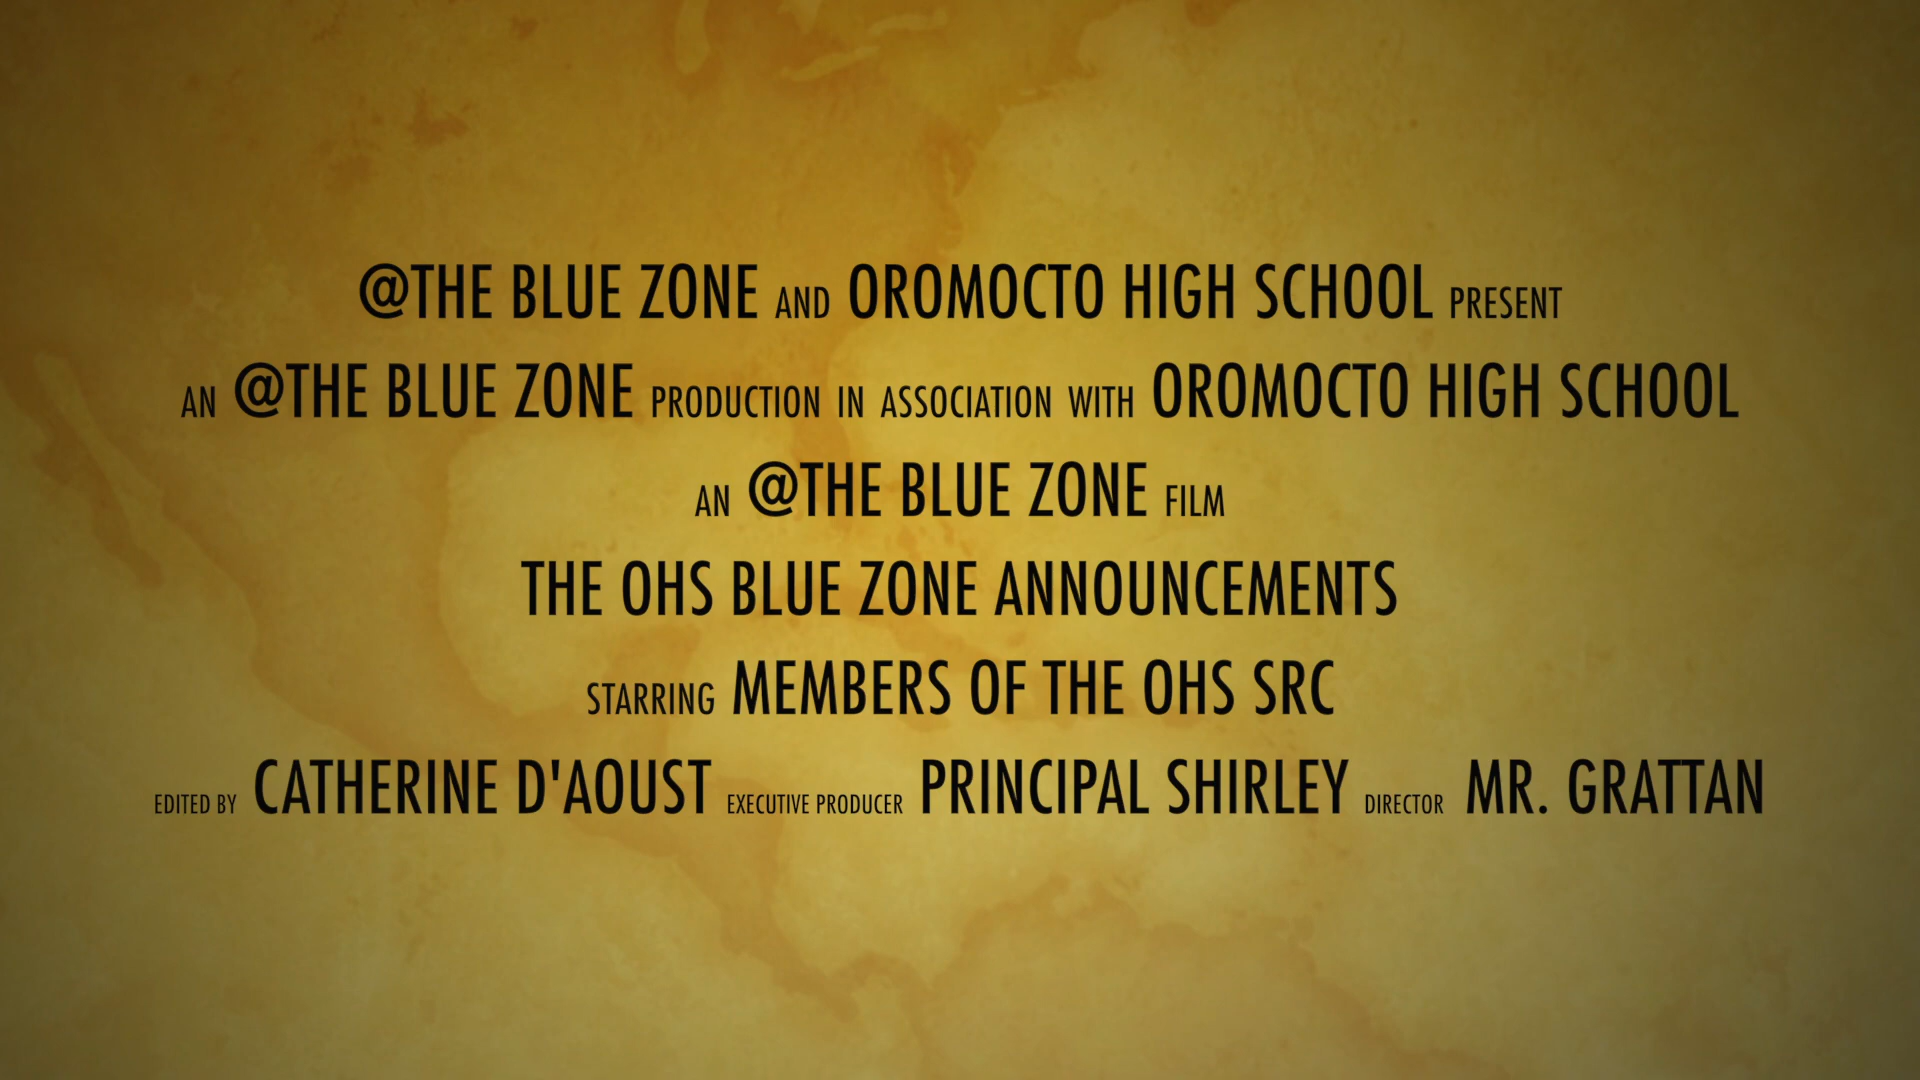 @THE BLUE ZONE AND OROMOCTO HIGH SCHOOL PRESENT
AN @THE BLUE ZONE PRODUCTION IN ASSOCIATION WITH OROMOCTO HIGH SCHOOL
AN @THE BLUE ZONE FILM
THE OHS BLUE ZONE ANNOUNCEMENTS
STARRING MEMBERS OF THE OHS SRC
EDITED BY CATHERINE D'AOUST EXECUTIVE PRODUCER PRINCIPAL SHIRLEY DIRECTOR MR. GRATTAN